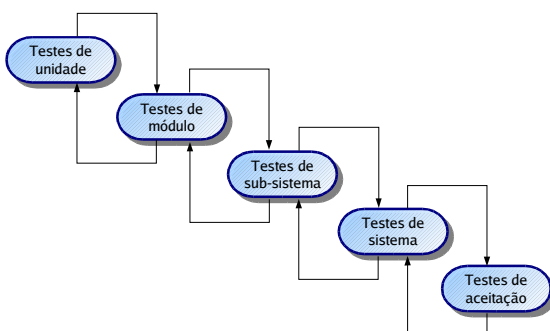 Testes de
unidade
Testes de
módulo
Testes de
sub-sistema
Testes de
sistema
Testes de
aceitação